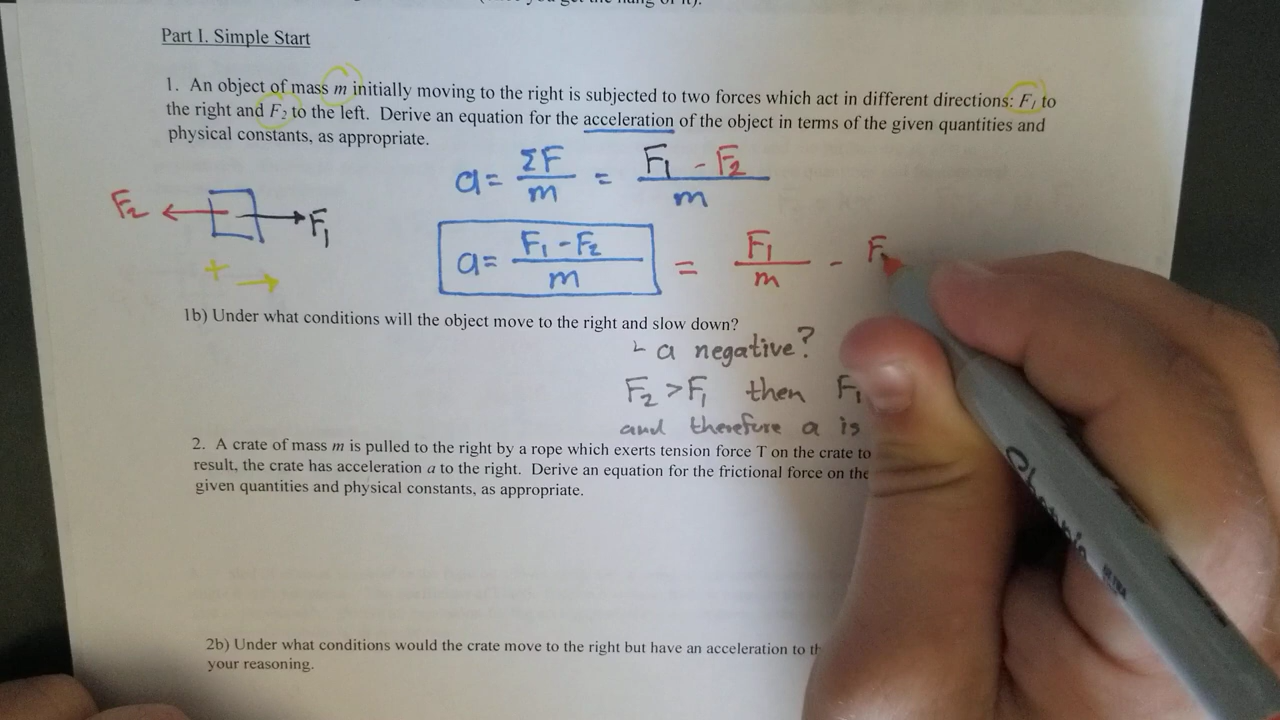 Part I. Simple Start
1. An object of mass m initially moving to the right is subjected to two forces which act in different directions: F₁ to
the right and F₂ to the left. Derive an equation for the acceleration of the object in terms of the given quantities and
physical constants, as appropriate.
a = ΣF/m = F₁ - F₂/m
F₂ F₁
a = F₁ - F₂/m = F₁/m - F
+ →
1b) Under what conditions will the object move to the right and slow down?
a negative?
F₂ > F₁ then F₁
and therefore a is
2. A crate of mass m is pulled to the right by a rope which exerts tension force T on the crate to
result, the crate has acceleration a to the right. Derive an equation for the frictional force on the
given quantities and physical constants, as appropriate.
2b) Under what conditions would the crate move to the right but have an acceleration to th
your reasoning.
Sharpie